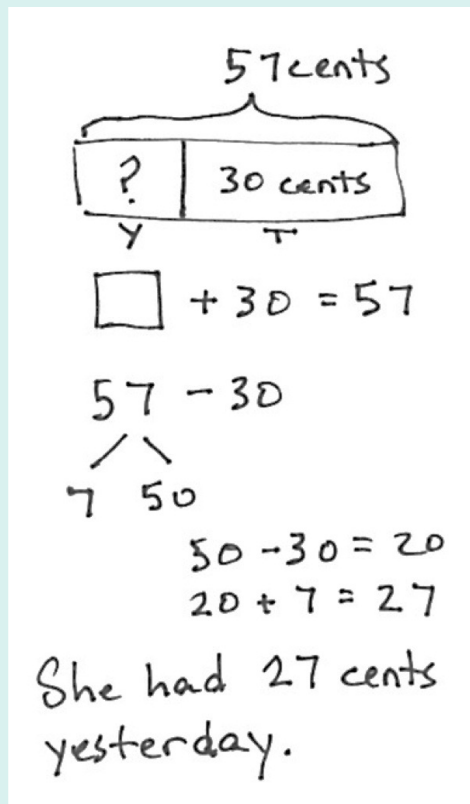 57 cents
? 30 cents
Y T
□ + 30 = 57
57 - 30
7 50
50 - 30 = 20
20 + 7 = 27
She had 27 cents
yesterday.